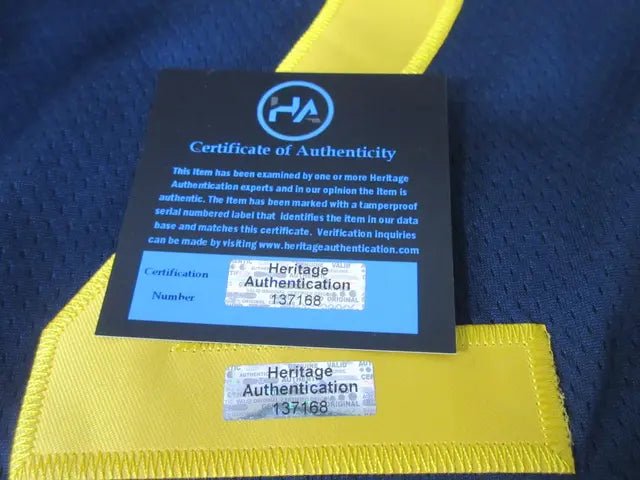 HA
Certificate of Authenticity
This Item has been examined by one or more Heritage
Authentication experts and in our opinion the item is
authentic. The Item has been marked with a tamperproof
serial numbered label that identifies the item in our data
base and matches this certificate. Verification inquiries
can be made by visiting www.heritageauthentication.com
Certification
Number
Heritage
Authentication
137168
Heritage
Authentication
137168